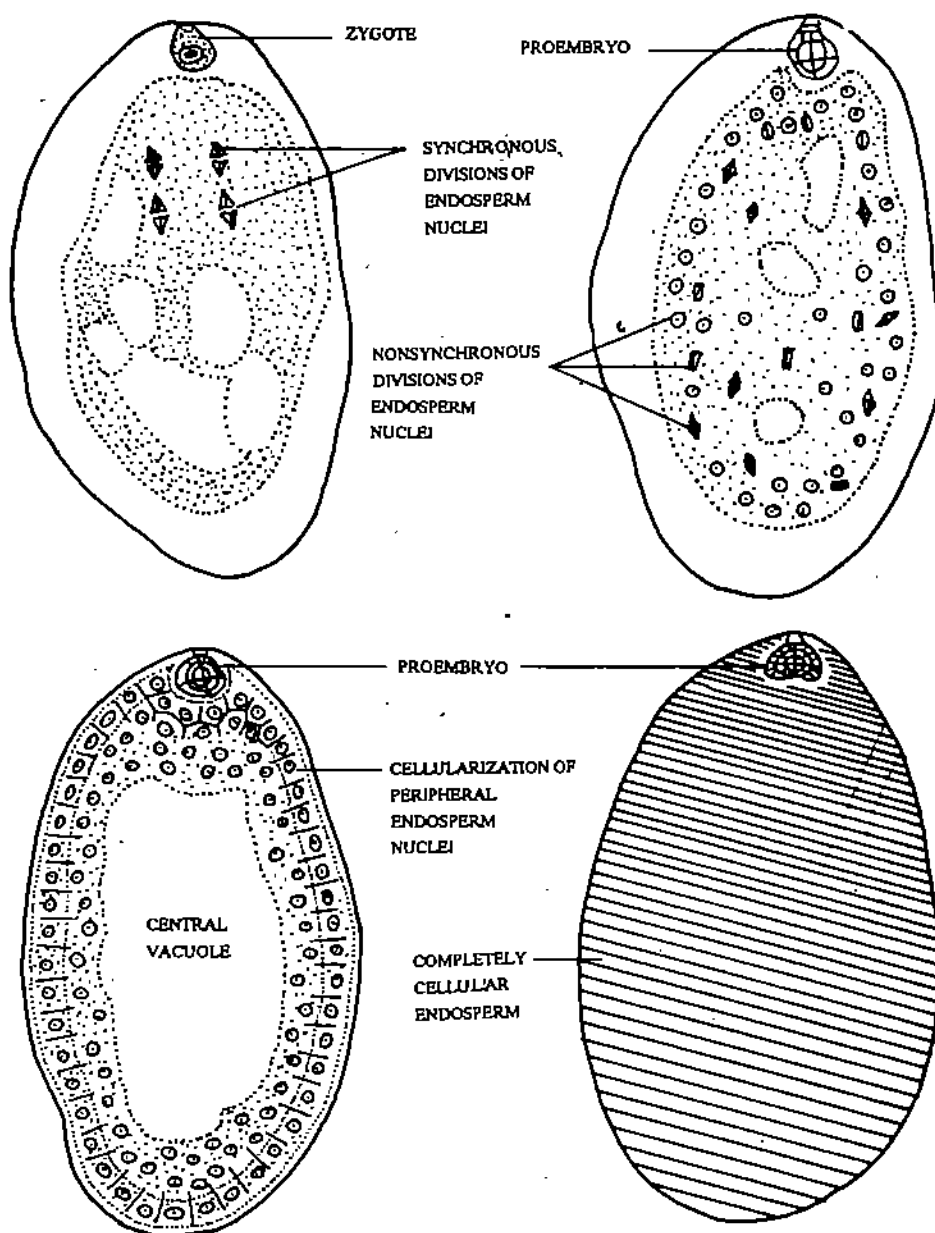 ZYGOTE
PROEMBRYO
SYNCHRONOUS
DIVISIONS OF
ENDOSPERM
NUCLEI
NONSYNCHRONOUS
DIVISIONS OF
ENDOSPERM
NUCLEI
PROEMBRYO
CELLULARIZATION OF
PERIPHERAL
ENDOSPERM
NUCLEI
CENTRAL
VACUOLE
COMPLETELY
CELLULAR
ENDOSPERM